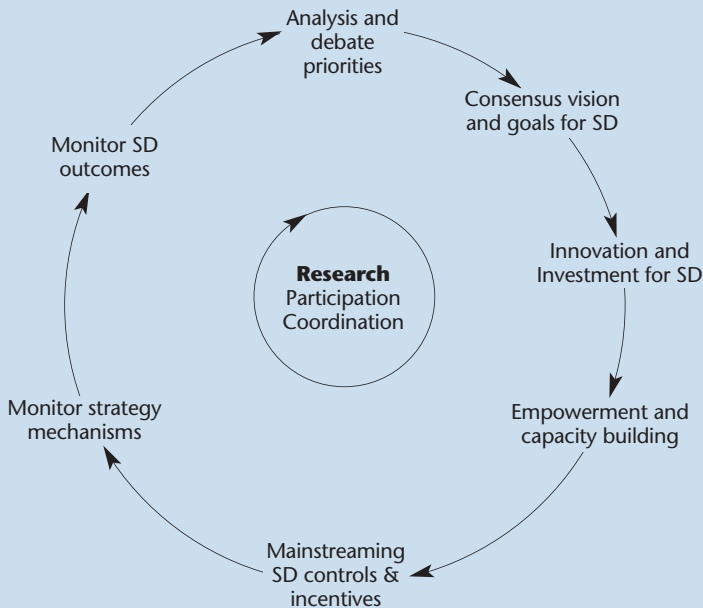 Analysis and
debate
priorities
Consensus vision
and goals for SD
Innovation and
Investment for SD
Empowerment and
capacity building
Mainstreaming
SD controls &
incentives
Monitor strategy
mechanisms
Monitor SD
outcomes
Research
Participation
Coordination